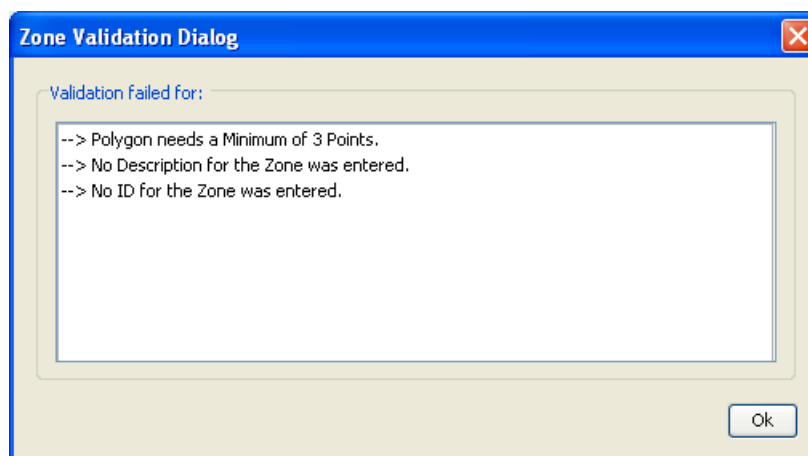 Zone Validation Dialog
Validation failed for:
--> Polygon needs a Minimum of 3 Points.
--> No Description for the Zone was entered.
--> No ID for the Zone was entered.
Ok